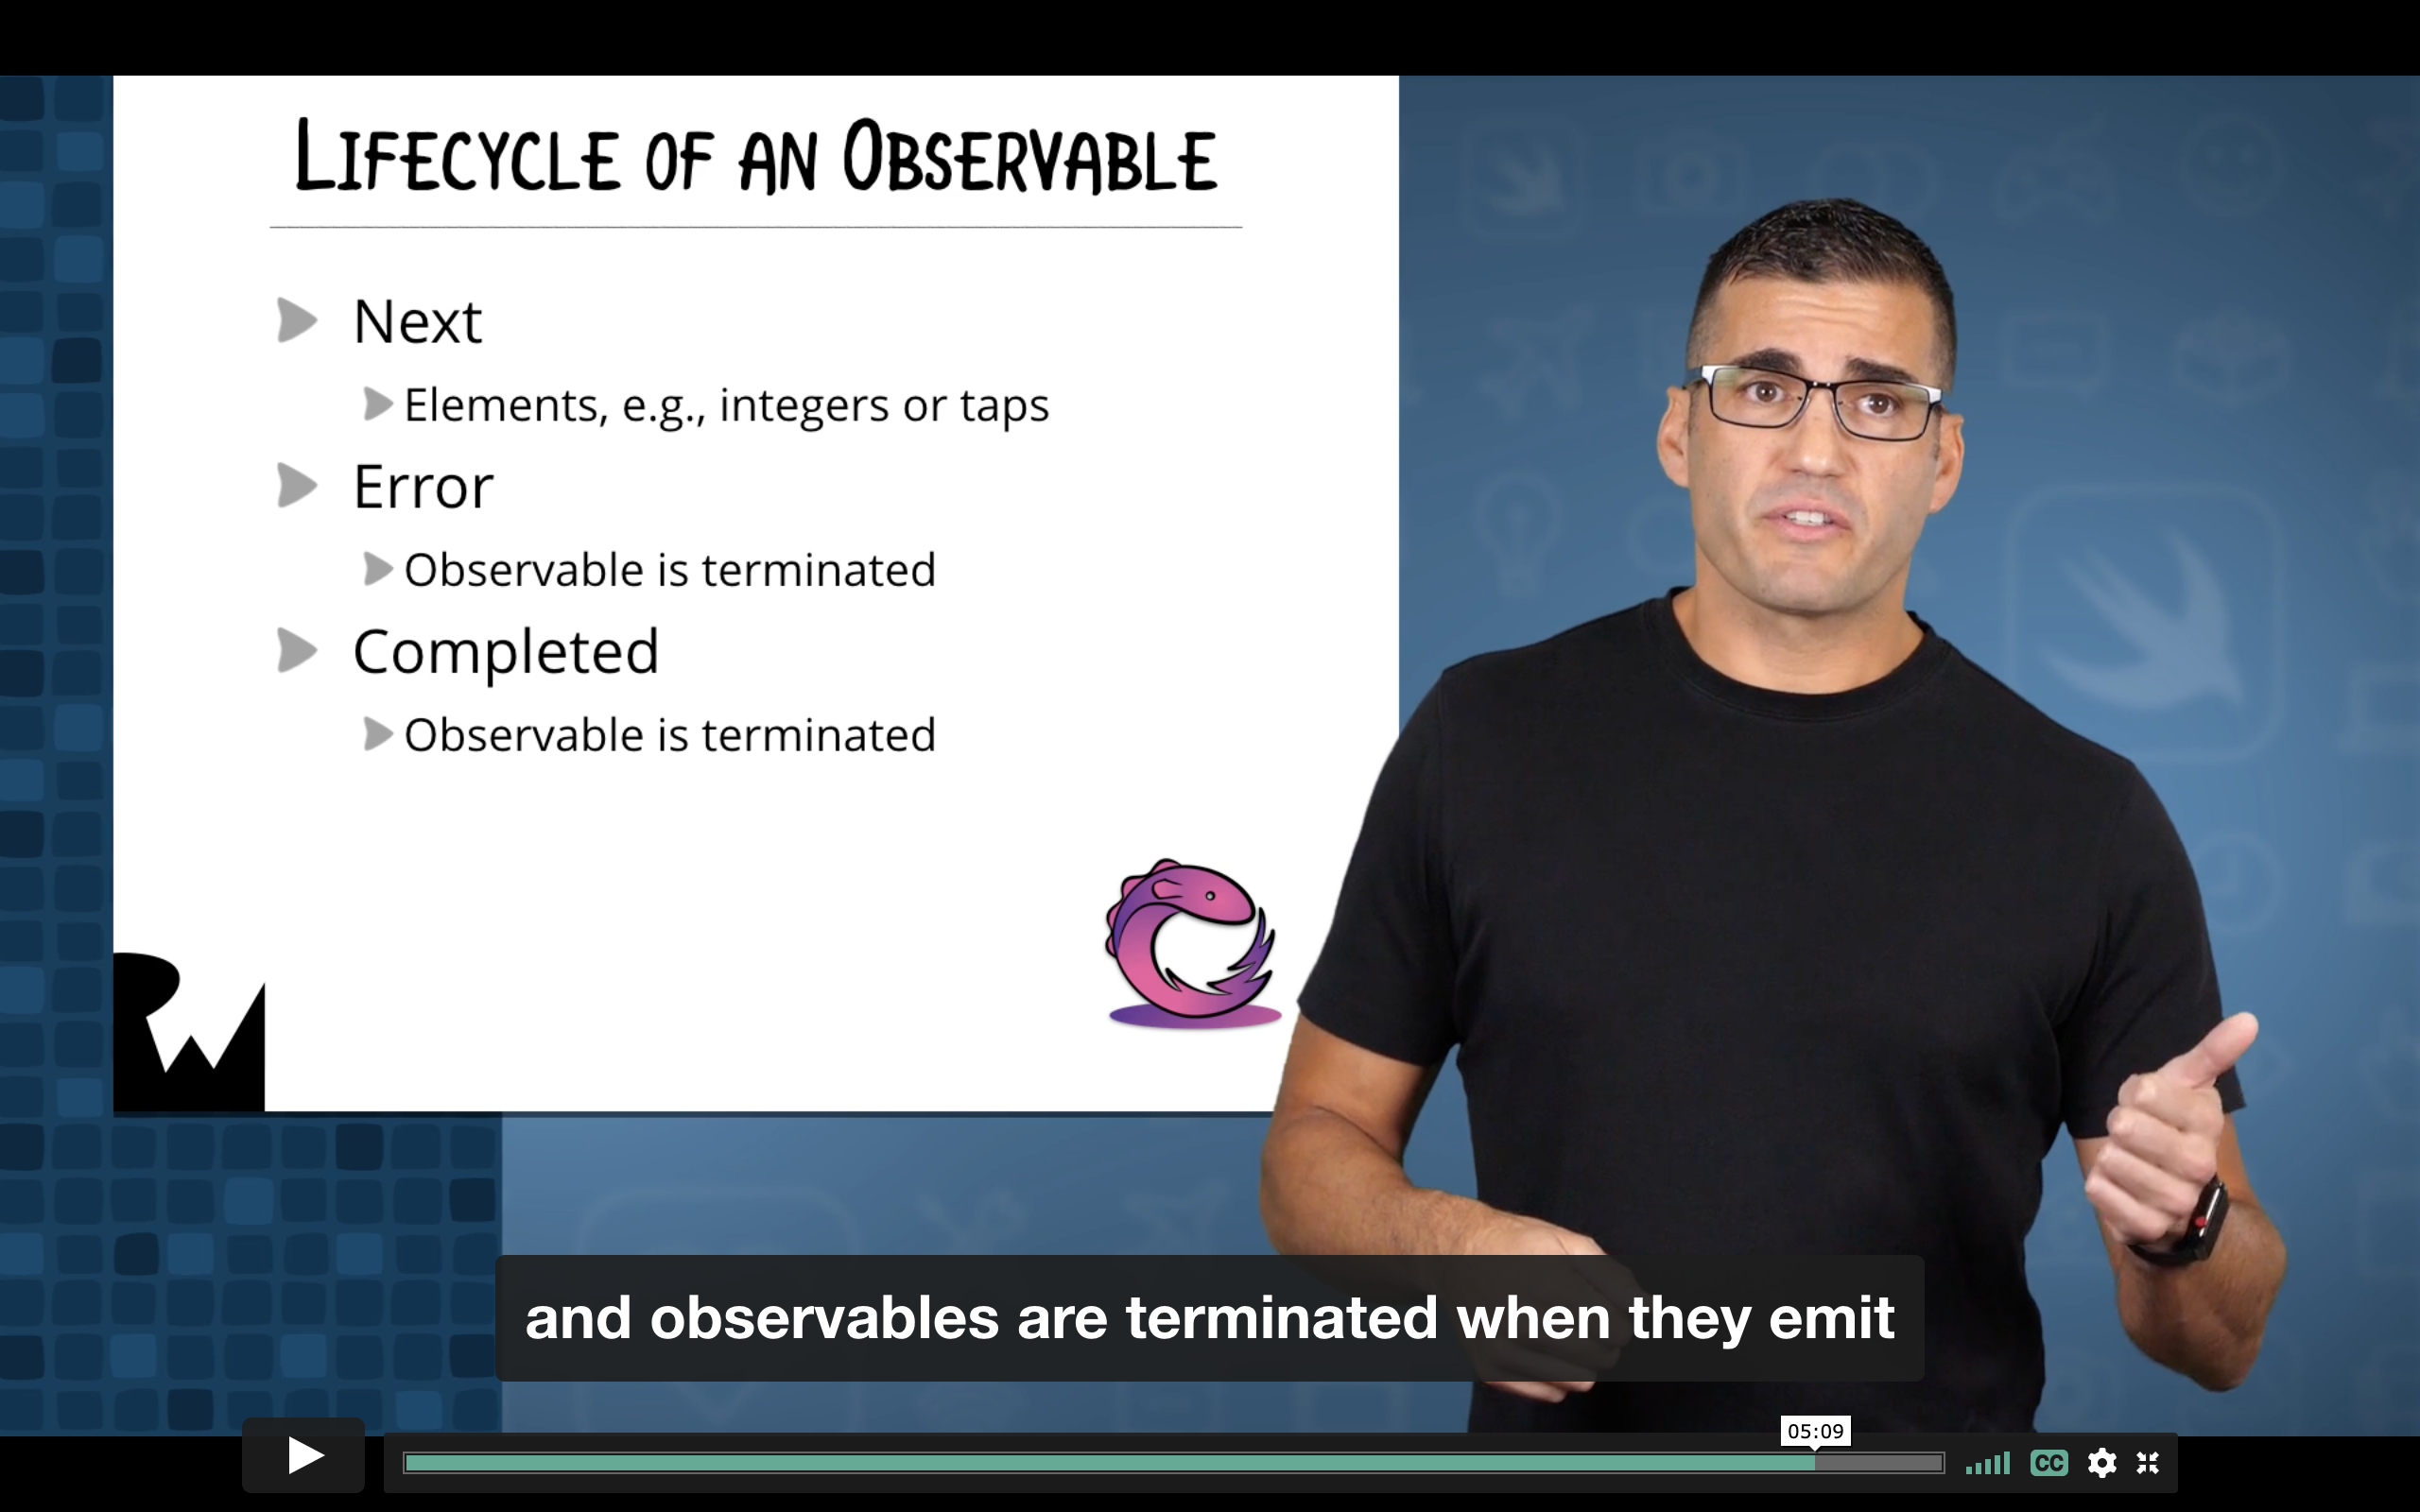 LIFECYCLE OF AN OBSERVABLE
Next
Elements, e.g., integers or taps
Error
Observable is terminated
Completed
Observable is terminated
RW
and observables are terminated when they emit
05:09
CC